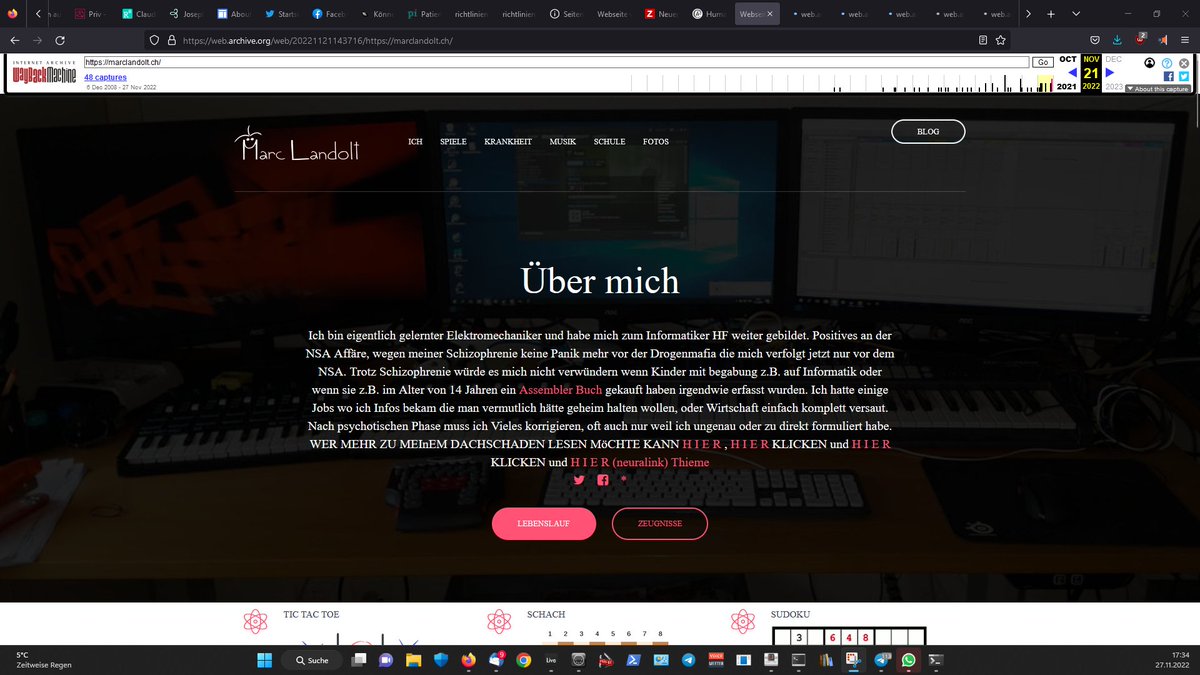 Priv -
Claud
Josep
Abou
Starts
Faceb
Könne
Patie
richtlinien
richtlinien
Seiten
Webseite
Neue
Huma
Webse
web.a
web.a
web.a
web.a
web.a
https://web.archive.org/web/20221121143716/https://marclandolt.ch/
INTERNET ARCHIVE
WayBackMachine
https://marclandolt.ch/
Go
OCT
NOV
DEC
48 captures
21
6 Dec 2008 - 27 Nov 2022
2021
2022
2023
About this capture
Marc Landolt
ICH
SPIELE
KRANKHEIT
MUSIK
SCHULE
FOTOS
BLOG
Über mich
Ich bin eigentlich gelernter Elektromechaniker und habe mich zum Informatiker HF weiter gebildet. Positives an der
NSA Affäre, wegen meiner Schizophrenie keine Panik mehr vor der Drogenmafia die mich verfolgt jetzt nur vor dem
NSA. Trotz Schizophrenie würde es mich nicht verwündern wenn Kinder mit begabung z.B. auf Informatik oder
wenn sie z.B. im Alter von 14 Jahren ein Assembler Buch gekauft haben irgendwie erfasst wurden. Ich hatte einige
Jobs wo ich Infos bekam die man vermutlich hätte geheim halten wollen, oder Wirtschaft einfach komplett versaut.
Nach psychotischen Phase muss ich Vieles korrigieren, oft auch nur weil ich ungenau oder zu direkt formuliert habe.
WER MEHR ZU MEInEM DACHSCHADEN LESEN MöCHTE KANN H I E R , H I E R KLICKEN und H I E R
KLICKEN und H I E R (neuralink) Thieme
LEBENSLAUF
ZEUGNISSE
TIC TAC TOE
SCHACH
SUDOKU
1 2 3 4 5 6 7 8
3 6 4 8
5°C
Zeitweise Regen
Suche
17:34
27.11.2022